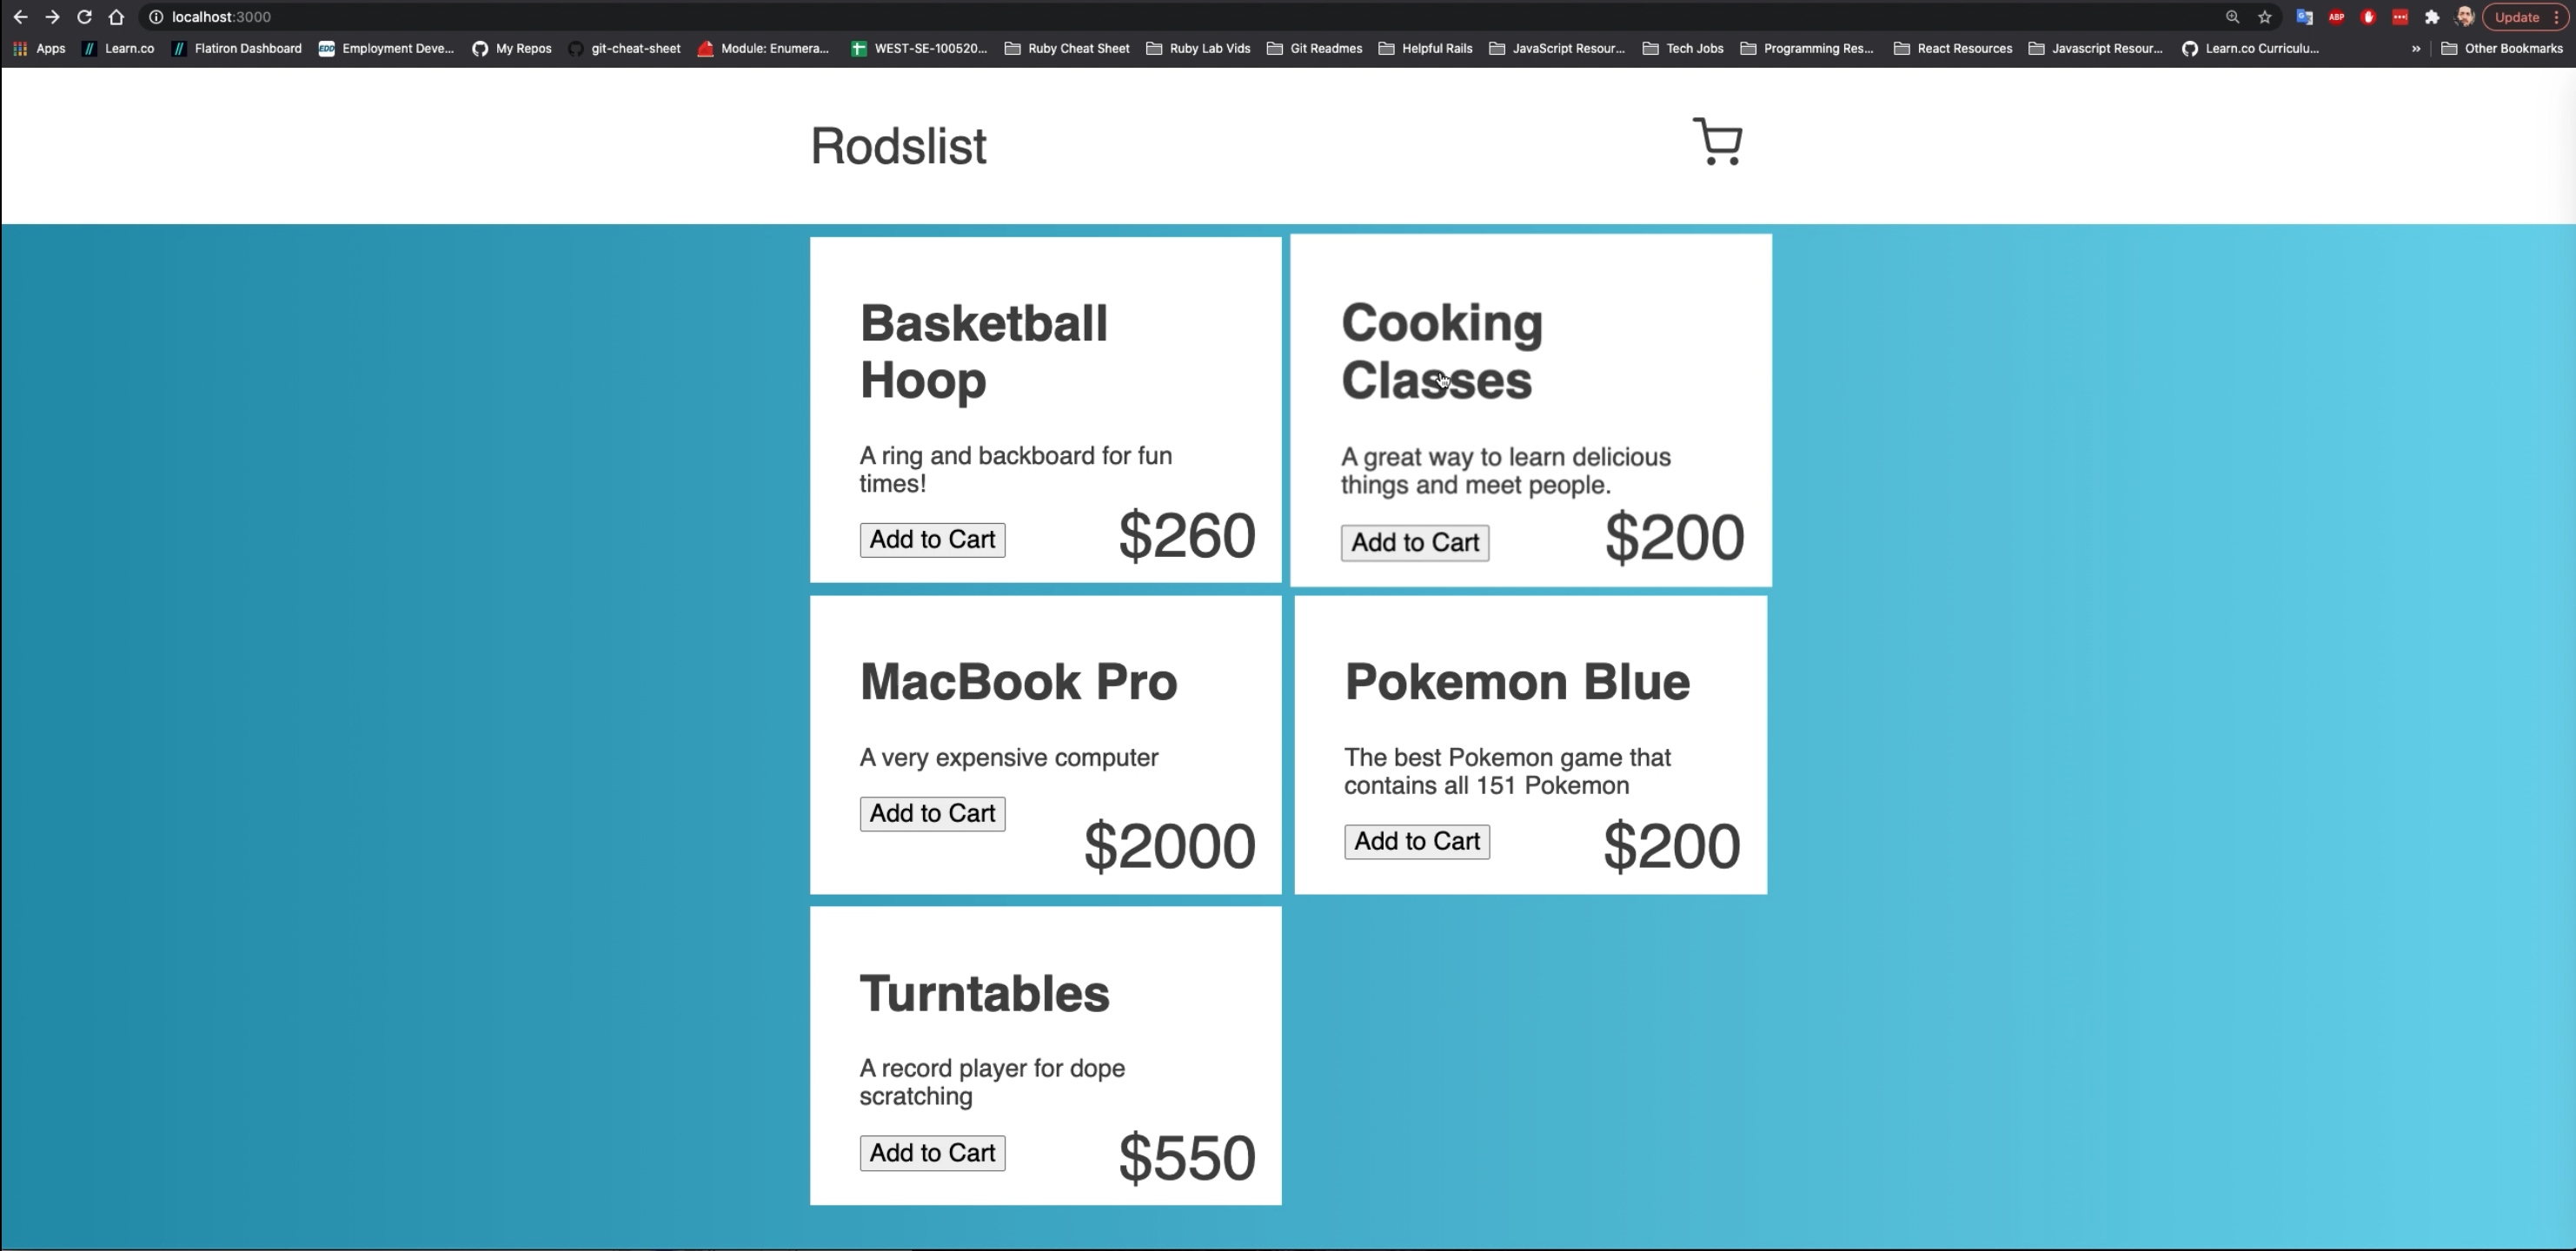 localhost:3000
ABP
Update
Apps
Learn.co
Flatiron Dashboard
EDD
Employment Deve...
My Repos
git-cheat-sheet
Module: Enumera...
WEST-SE-100520...
Ruby Cheat Sheet
Ruby Lab Vids
Git Readmes
Helpful Rails
JavaScript Resour...
Tech Jobs
Programming Res...
React Resources
Javascript Resour...
Learn.co Curriculu...
»
Other Bookmarks
Rodslist
Basketball
Hoop
A ring and backboard for fun
times!
Add to Cart
$260
Cooking
Classes
A great way to learn delicious
things and meet people.
Add to Cart
$200
MacBook Pro
A very expensive computer
Add to Cart
$2000
Pokemon Blue
The best Pokemon game that
contains all 151 Pokemon
Add to Cart
$200
Turntables
A record player for dope
scratching
Add to Cart
$550